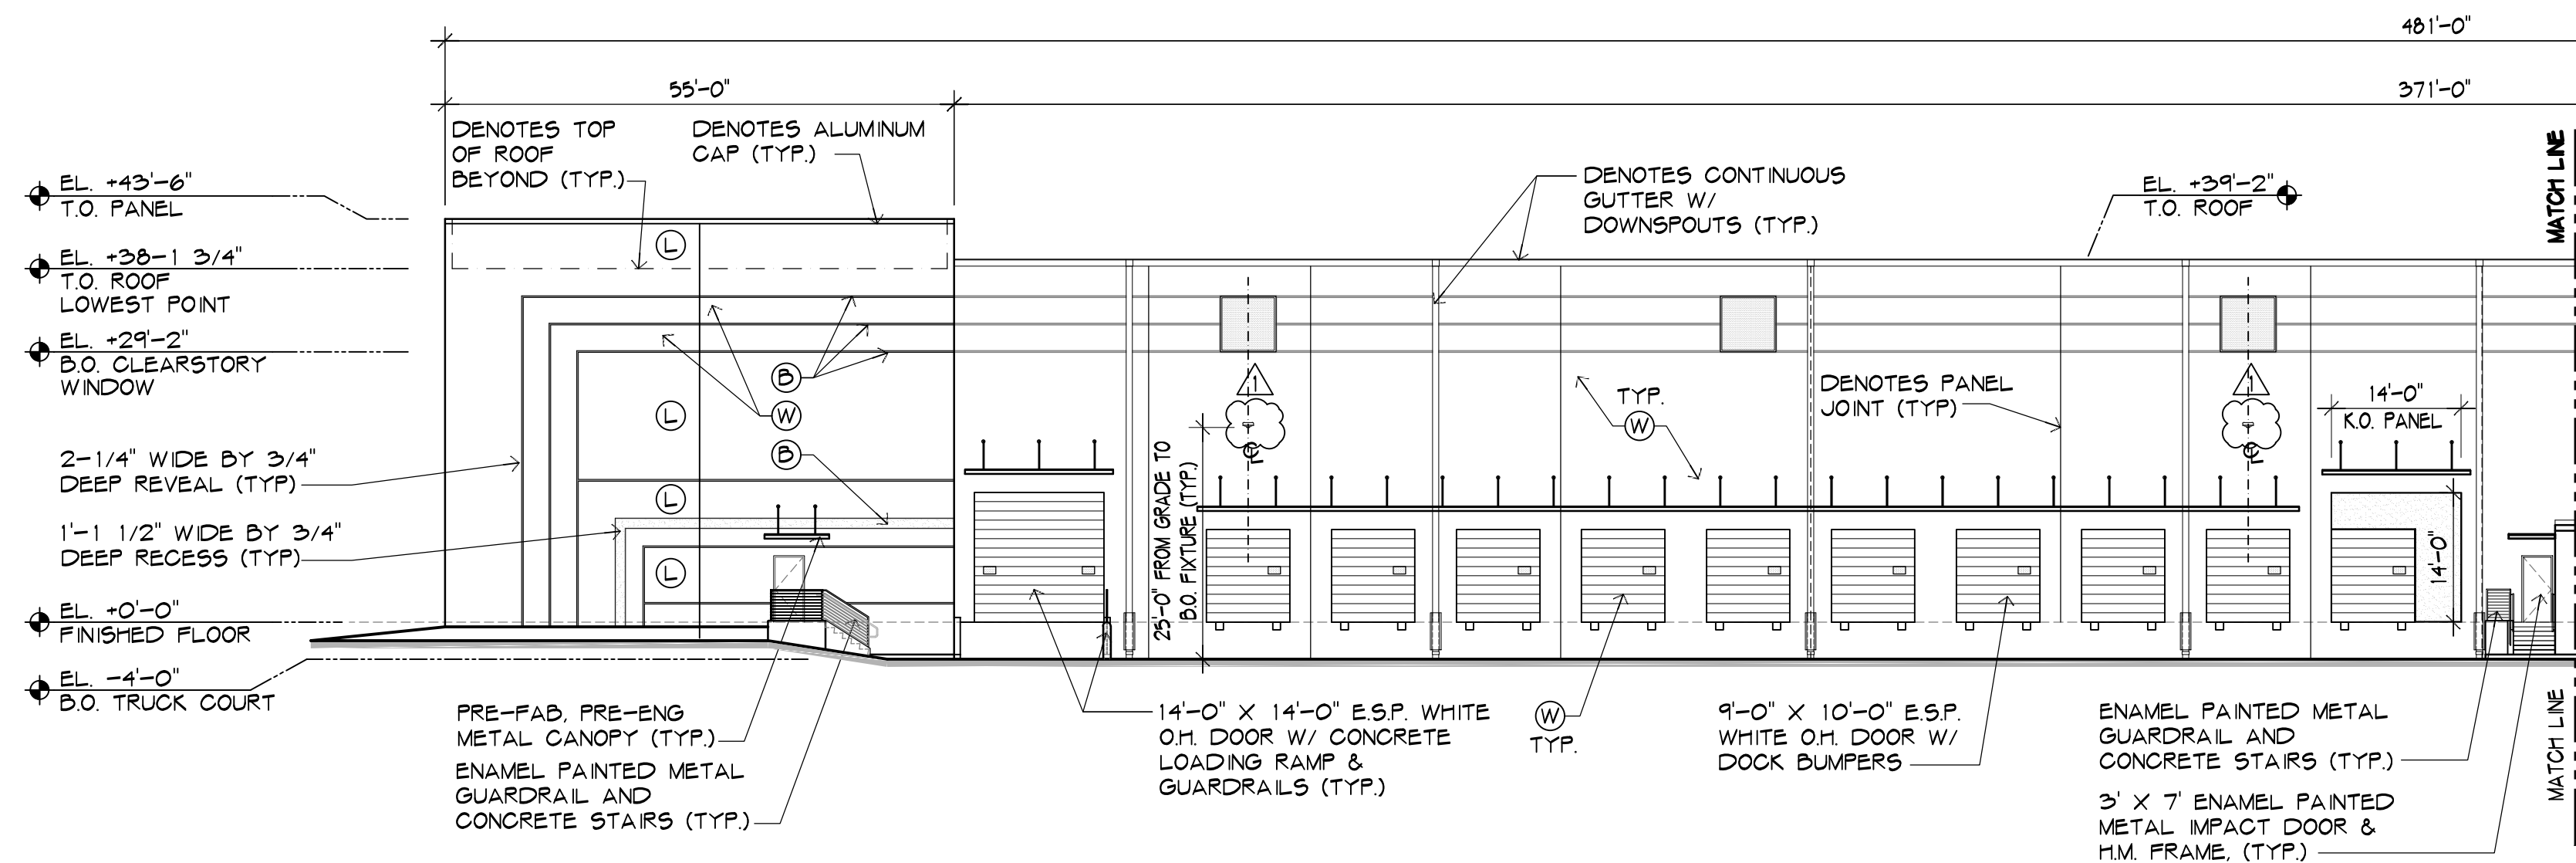 481'-0"
55'-0"
371'-0"
DENOTES TOP
OF ROOF
BEYOND (TYP.)
DENOTES ALUMINUM
CAP (TYP.)
DENOTES CONTINUOUS
GUTTER W/
DOWNSPOUTS (TYP.)
EL. +39'-2"
T.O. ROOF
MATCH LINE
EL. +43'-6"
T.O. PANEL
EL. +38-1 3/4"
T.O. ROOF
LOWEST POINT
EL. +29'-2"
B.O. CLEARSTORY
WINDOW
2-1/4" WIDE BY 3/4"
DEEP REVEAL (TYP)
1'-1 1/2" WIDE BY 3/4"
DEEP RECESS (TYP)
EL. +0'-0"
FINISHED FLOOR
EL. -4'-0"
B.O. TRUCK COURT
L
L
L
L
B
W
B
1
CL
25'-0" FROM GRADE TO
B.O. FIXTURE (TYP.)
TYP.
W
DENOTES PANEL
JOINT (TYP)
1
CL
14'-0"
K.O. PANEL
14'-0"
PRE-FAB, PRE-ENG
METAL CANOPY (TYP.)
ENAMEL PAINTED METAL
GUARDRAIL AND
CONCRETE STAIRS (TYP.)
14'-0" X 14'-0" E.S.P. WHITE
O.H. DOOR W/ CONCRETE
LOADING RAMP &
GUARDRAILS (TYP.)
W
TYP.
9'-0" X 10'-0" E.S.P.
WHITE O.H. DOOR W/
DOCK BUMPERS
ENAMEL PAINTED METAL
GUARDRAIL AND
CONCRETE STAIRS (TYP.)
3' X 7' ENAMEL PAINTED
METAL IMPACT DOOR &
H.M. FRAME, (TYP.)
MATCH LINE